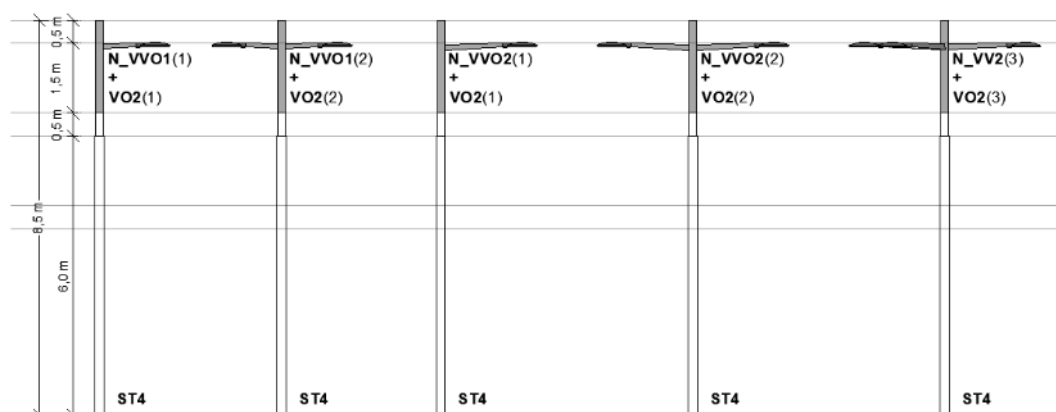 0,5 m
1,5 m
0,5 m
8,5 m
6,0 m
N_VVO1(1)
+
VO2(1)
N_VVO1(2)
+
VO2(2)
N_VVO2(1)
+
VO2(1)
N_VVO2(2)
+
VO2(2)
N_VV2(3)
+
VO2(3)
ST4
ST4
ST4
ST4
ST4